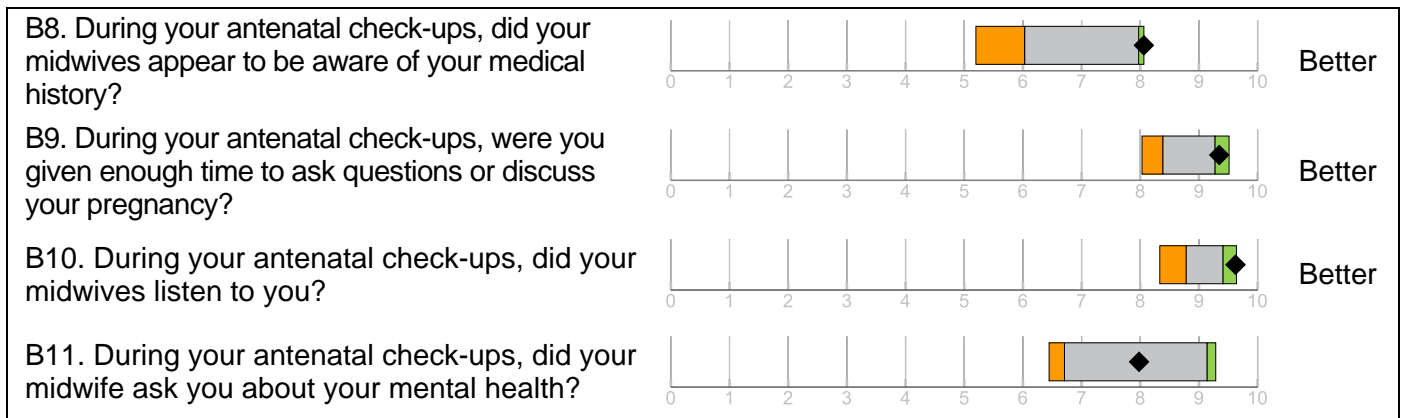 B8. During your antenatal check-ups, did your
midwives appear to be aware of your medical
history?
0 1 2 3 4 5 6 7 8 9 10
Better
B9. During your antenatal check-ups, were you
given enough time to ask questions or discuss
your pregnancy?
0 1 2 3 4 5 6 7 8 9 10
Better
B10. During your antenatal check-ups, did your
midwives listen to you?
0 1 2 3 4 5 6 7 8 9 10
Better
B11. During your antenatal check-ups, did your
midwife ask you about your mental health?
0 1 2 3 4 5 6 7 8 9 10